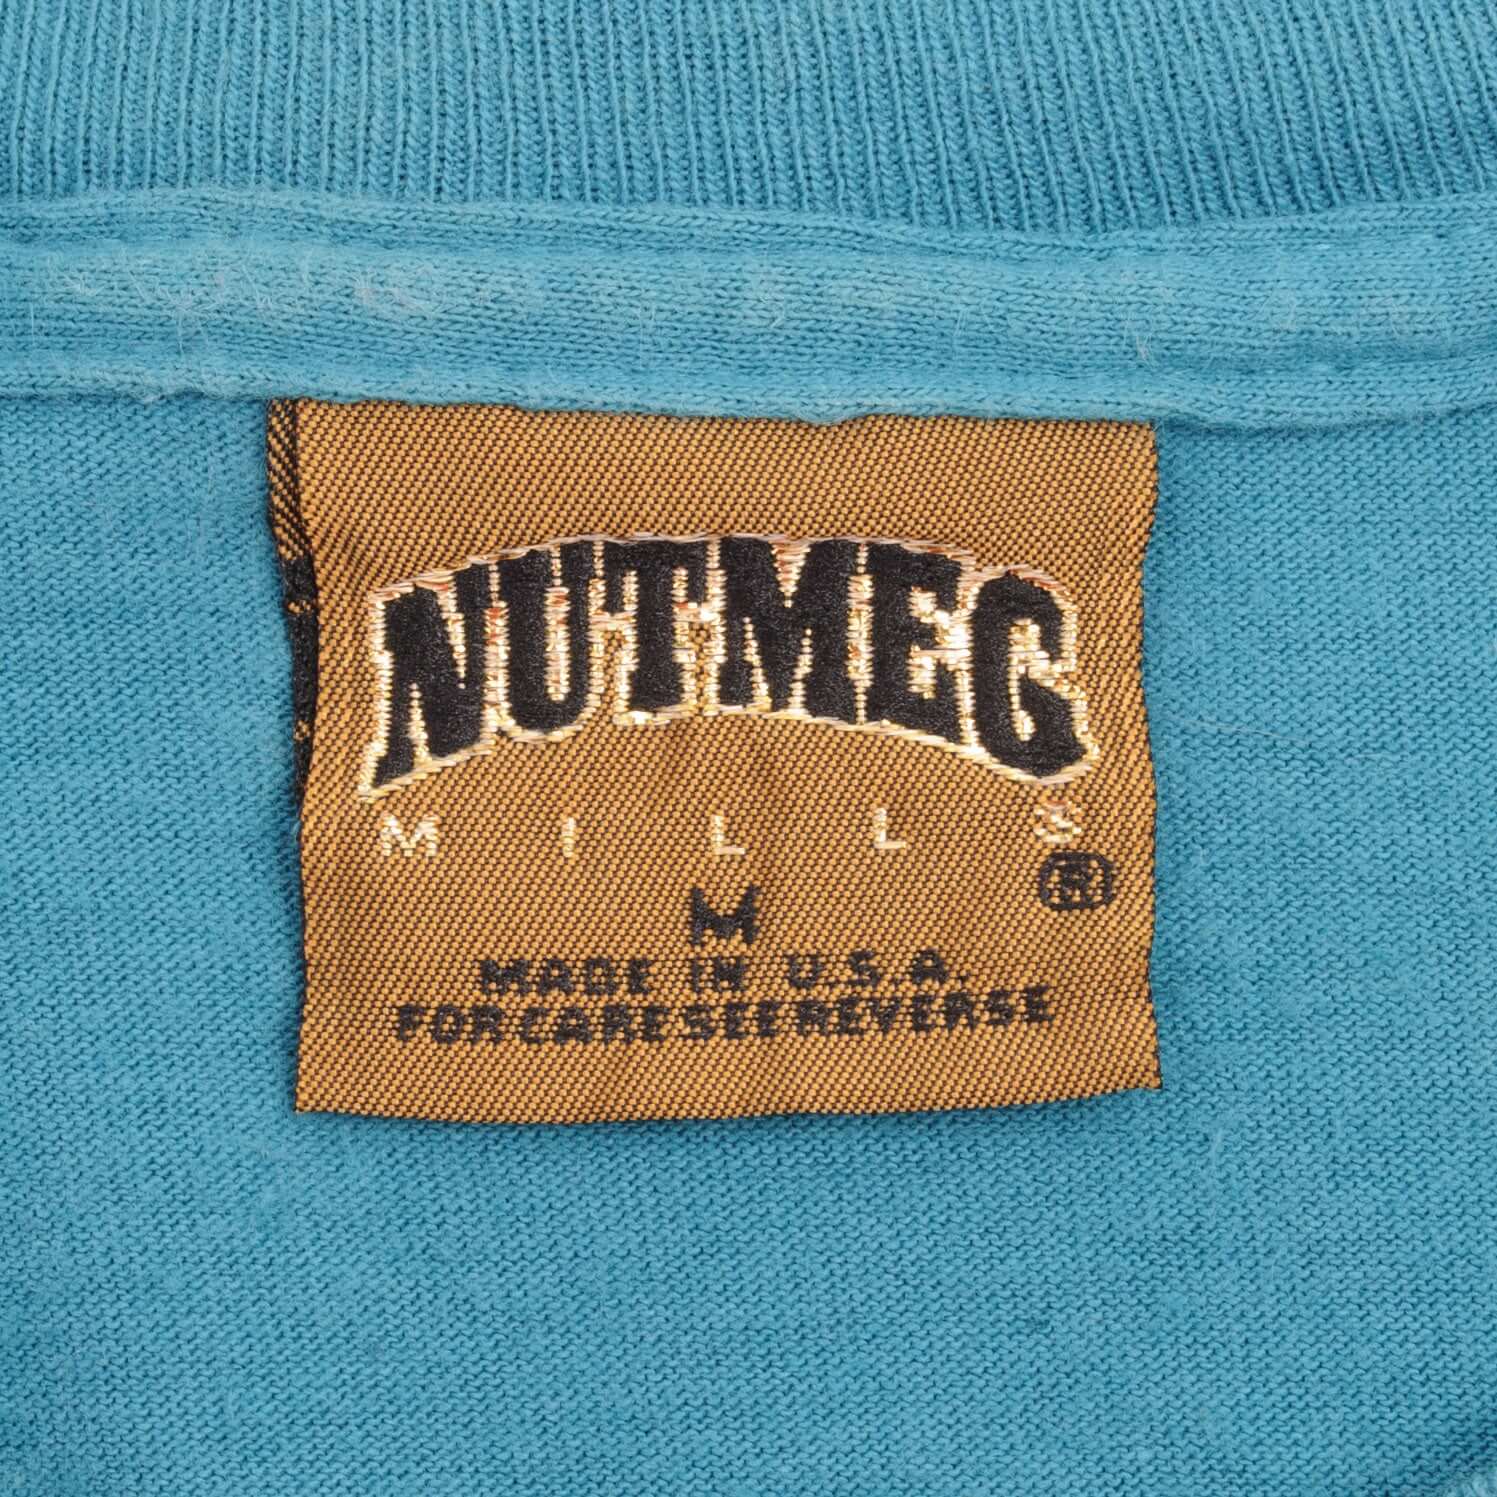 NUTMEG
MILLS
®
M
MADE IN U.S.A.
FOR CARE SEE REVERSE